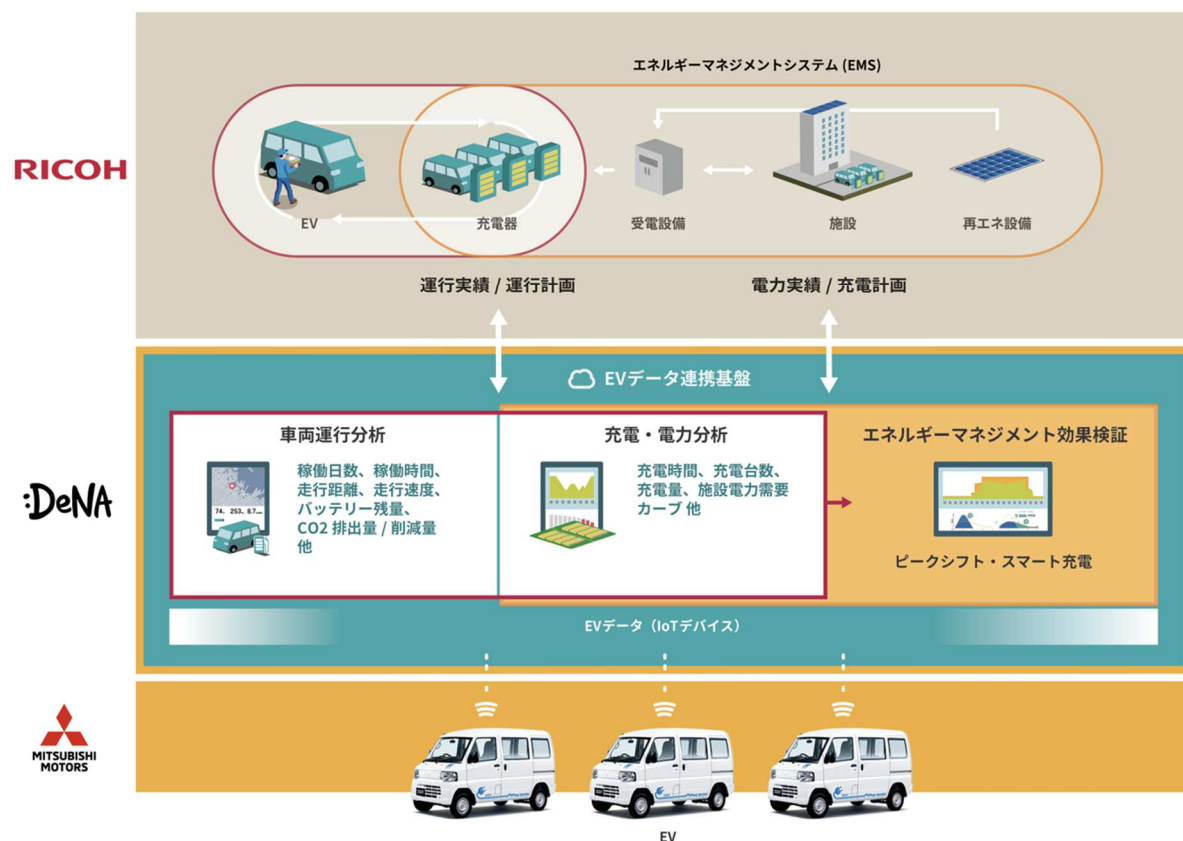 エネルギーマネジメントシステム (EMS)
RICOH
EV
充電器
受電設備
施設
再エネ設備
運行実績 / 運行計画
電力実績 / 充電計画
EVデータ連携基盤
:DeNA
車両運行分析
稼働日数、稼働時間、
走行距離、走行速度、
バッテリー残量、
CO2 排出量 / 削減量
他
充電・電力分析
充電時間、充電台数、
充電量、施設電力需要
カーブ 他
エネルギーマネジメント効果検証
ピークシフト・スマート充電
EVデータ（IoTデバイス）
MITSUBISHI
MOTORS
EV